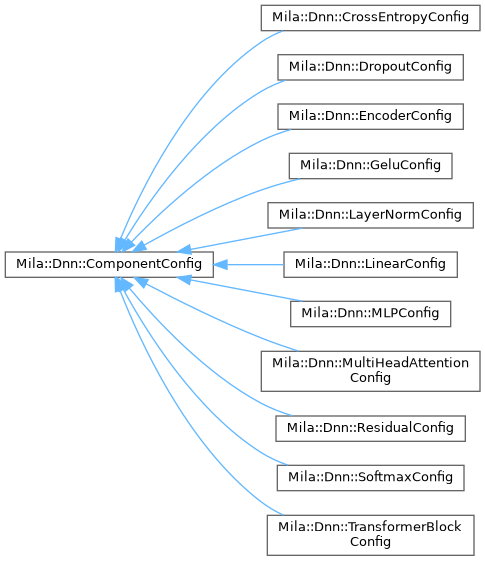 Mila::Dnn::CrossEntropyConfig
Mila::Dnn::DropoutConfig
Mila::Dnn::EncoderConfig
Mila::Dnn::GeluConfig
Mila::Dnn::LayerNormConfig
Mila::Dnn::ComponentConfig
Mila::Dnn::LinearConfig
Mila::Dnn::MLPConfig
Mila::Dnn::MultiHeadAttention
Config
Mila::Dnn::ResidualConfig
Mila::Dnn::SoftmaxConfig
Mila::Dnn::TransformerBlock
Config